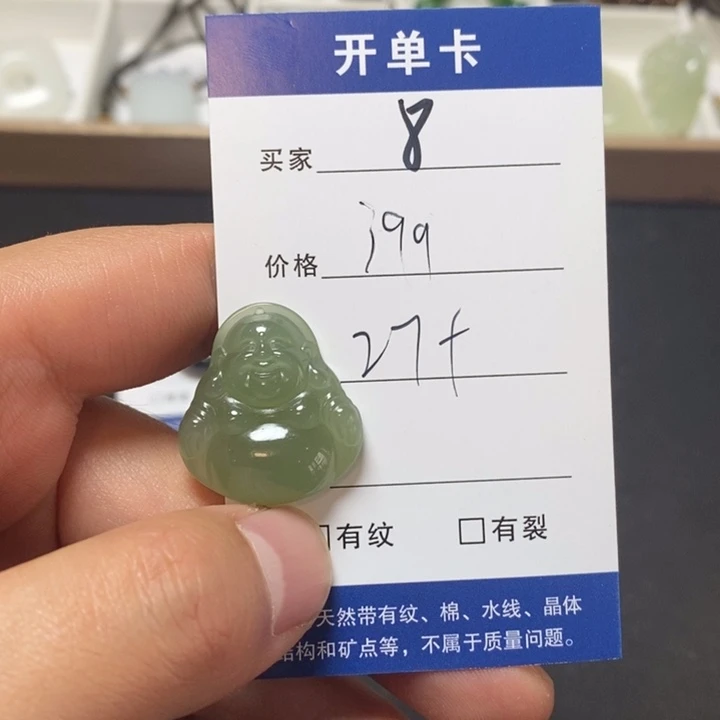 开单卡
买家 8
价格 399
27+
有纹 有裂
天然带有纹、棉、水线、晶体
结构和矿点等，不属于质量问题。